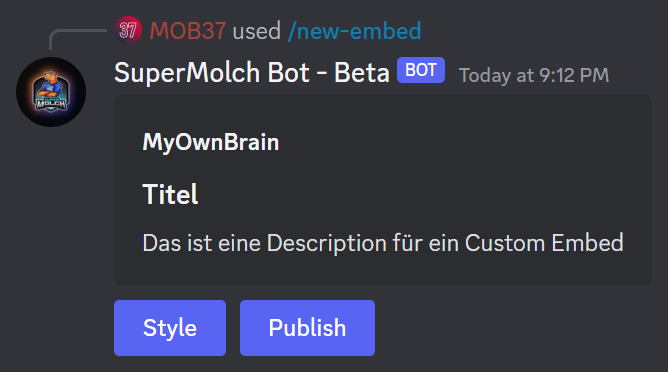 37 MOB37 used /new-embed
SuperMolch Bot - Beta BOT Today at 9:12 PM
MOLCH
MyOwnBrain
Titel
Das ist eine Description für ein Custom Embed
Style Publish